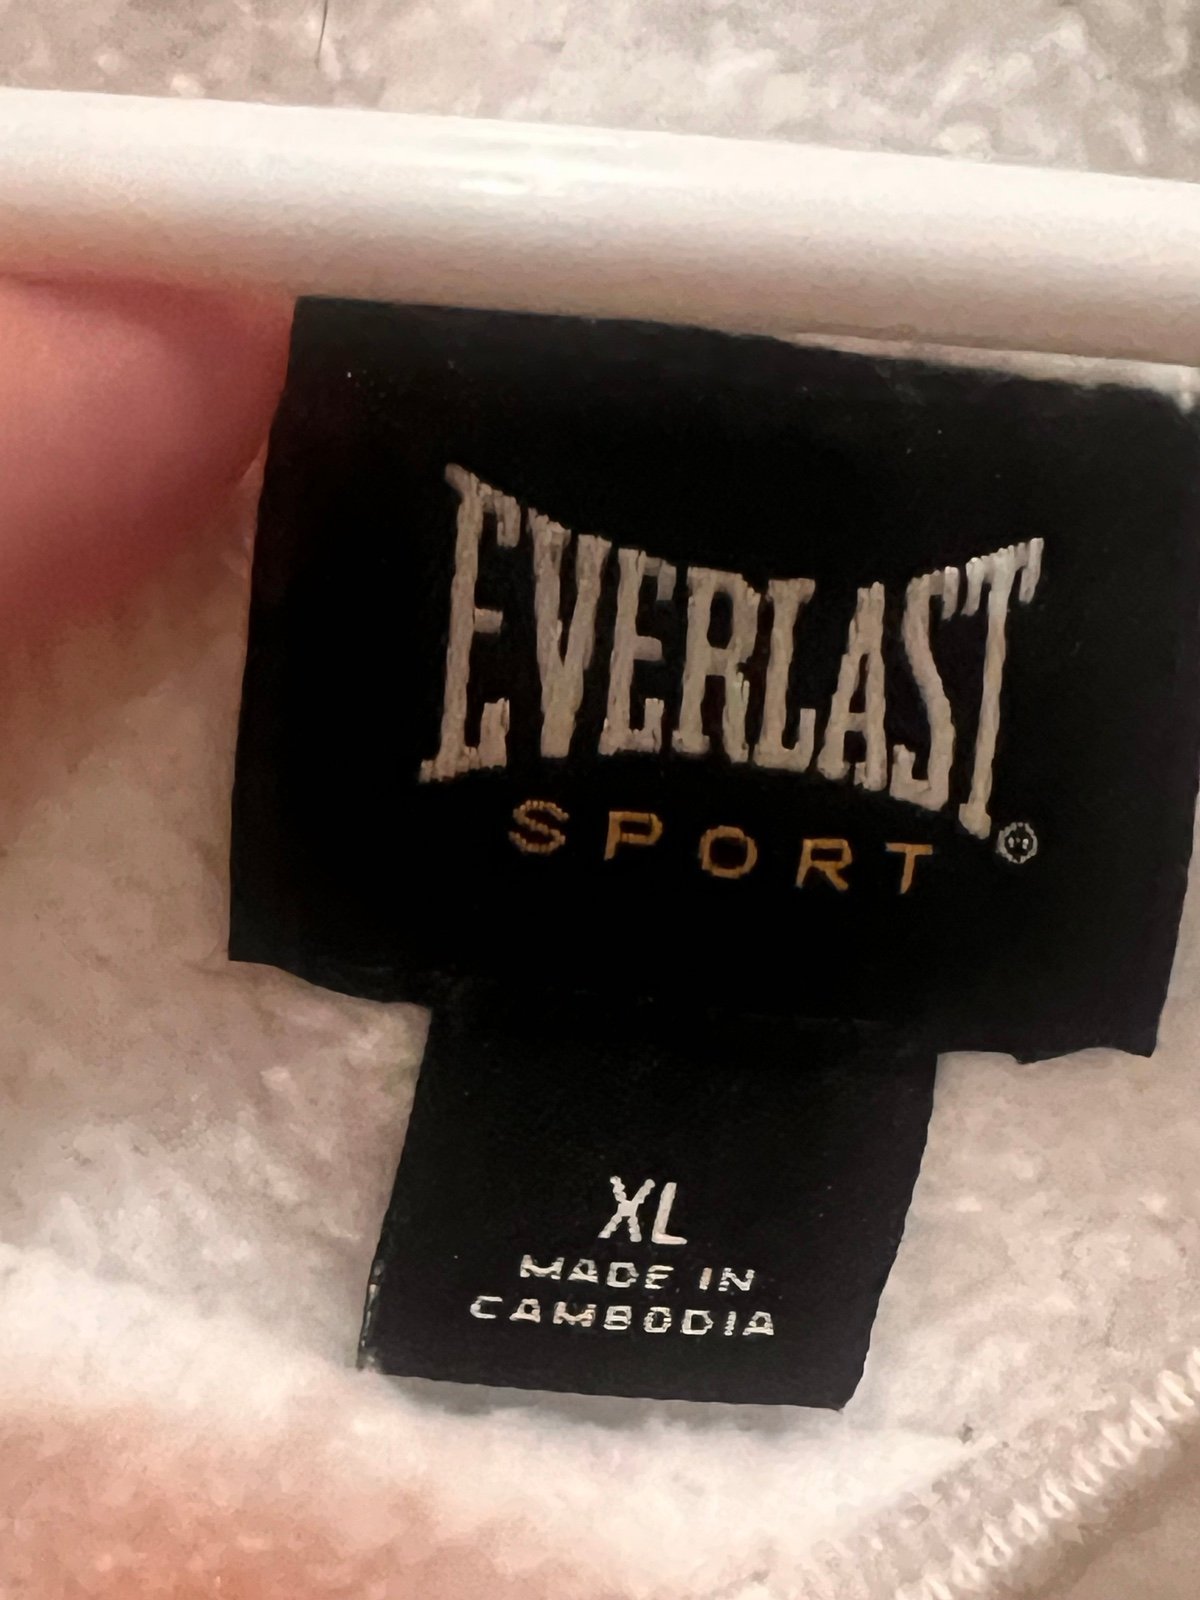 EVERLAST
SPORT ®
XL
MADE IN
CAMBODIA